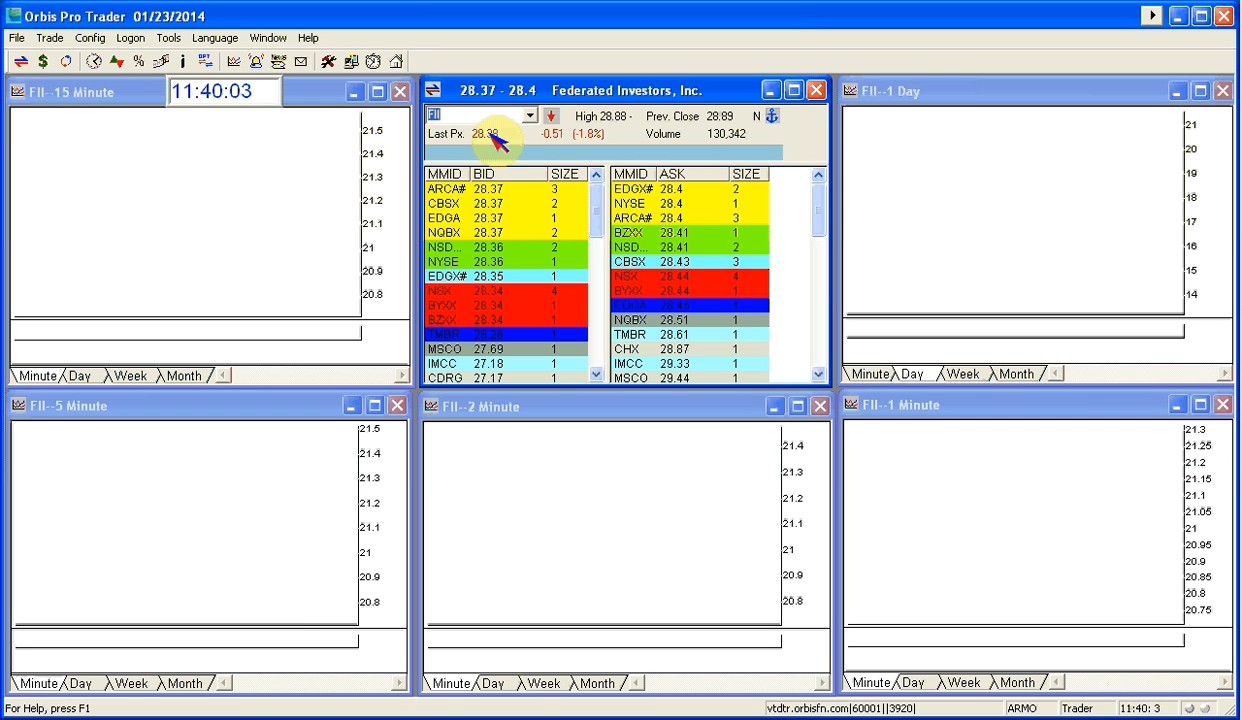 Orbis Pro Trader 01/23/2014
File Trade Config Logon Tools Language Window Help
FII--15 Minute
11:40:03
21.5
21.4
21.3
21.2
21.1
21
20.9
20.8
Minute Day Week Month
28.37 - 28.4 Federated Investors, Inc.
FII High 28.88 - Prev. Close 28.89 N
Last Px. 28.38 -0.51 (-1.8%) Volume 130,342
MMID BID SIZE MMID ASK SIZE
ARCA# 28.37 3 EDGX# 28.4 2
CBSX 28.37 2 NYSE 28.4 1
EDGA 28.37 1 ARCA# 28.4 3
NQBX 28.37 2 BZXX 28.41 1
NSD... 28.36 2 NSD... 28.41 2
NYSE 28.36 1 CBSX 28.43 3
EDGX# 28.35 1 NSX 28.44 4
NSX 28.34 4 BYXX 28.44 1
BYXX 28.34 1 EDGA 28.45 1
BZXX 28.34 1 NQBX 28.51 1
TMBR 28.28 1 TMBR 28.61 1
MSCO 27.69 1 CHX 28.87 1
IMCC 27.18 1 IMCC 29.33 1
CDRG 27.17 1 MSCO 29.44 1
FII--1 Day
21
20
19
18
17
16
15
14
Minute Day Week Month
FII--5 Minute
21.5
21.4
21.3
21.2
21.1
21
20.9
20.8
Minute Day Week Month
FII--2 Minute
21.4
21.3
21.2
21.1
21
20.9
20.8
Minute Day Week Month
FII--1 Minute
21.3
21.25
21.2
21.15
21.1
21.05
21
20.95
20.9
20.85
20.8
20.75
Minute Day Week Month
For Help, press F1 vtdtr.orbisfn.com|60001||3920| ARMO Trader 11:40: 3